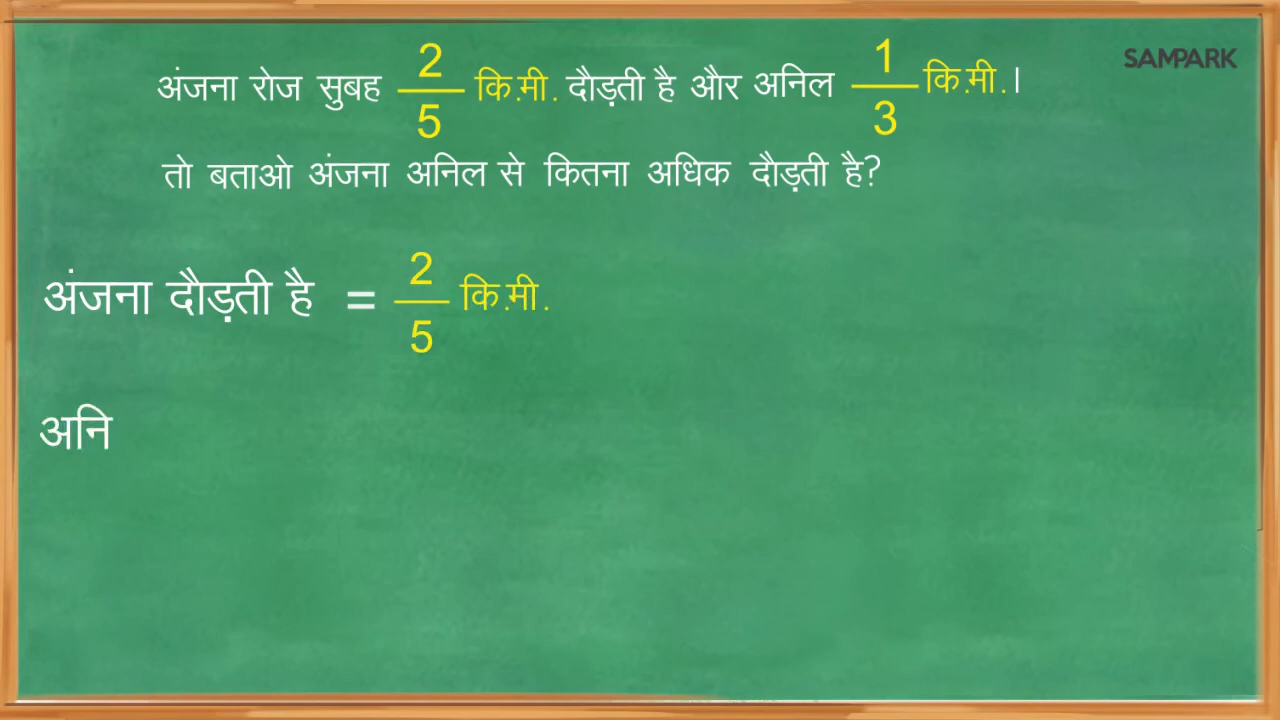 SAMPARK
अंजना रोज सुबह 2/5 कि.मी. दौड़ती है और अनिल 1/3 कि.मी.।
तो बताओ अंजना अनिल से कितना अधिक दौड़ती है?
अंजना दौड़ती है = 2/5 कि.मी.
अनि